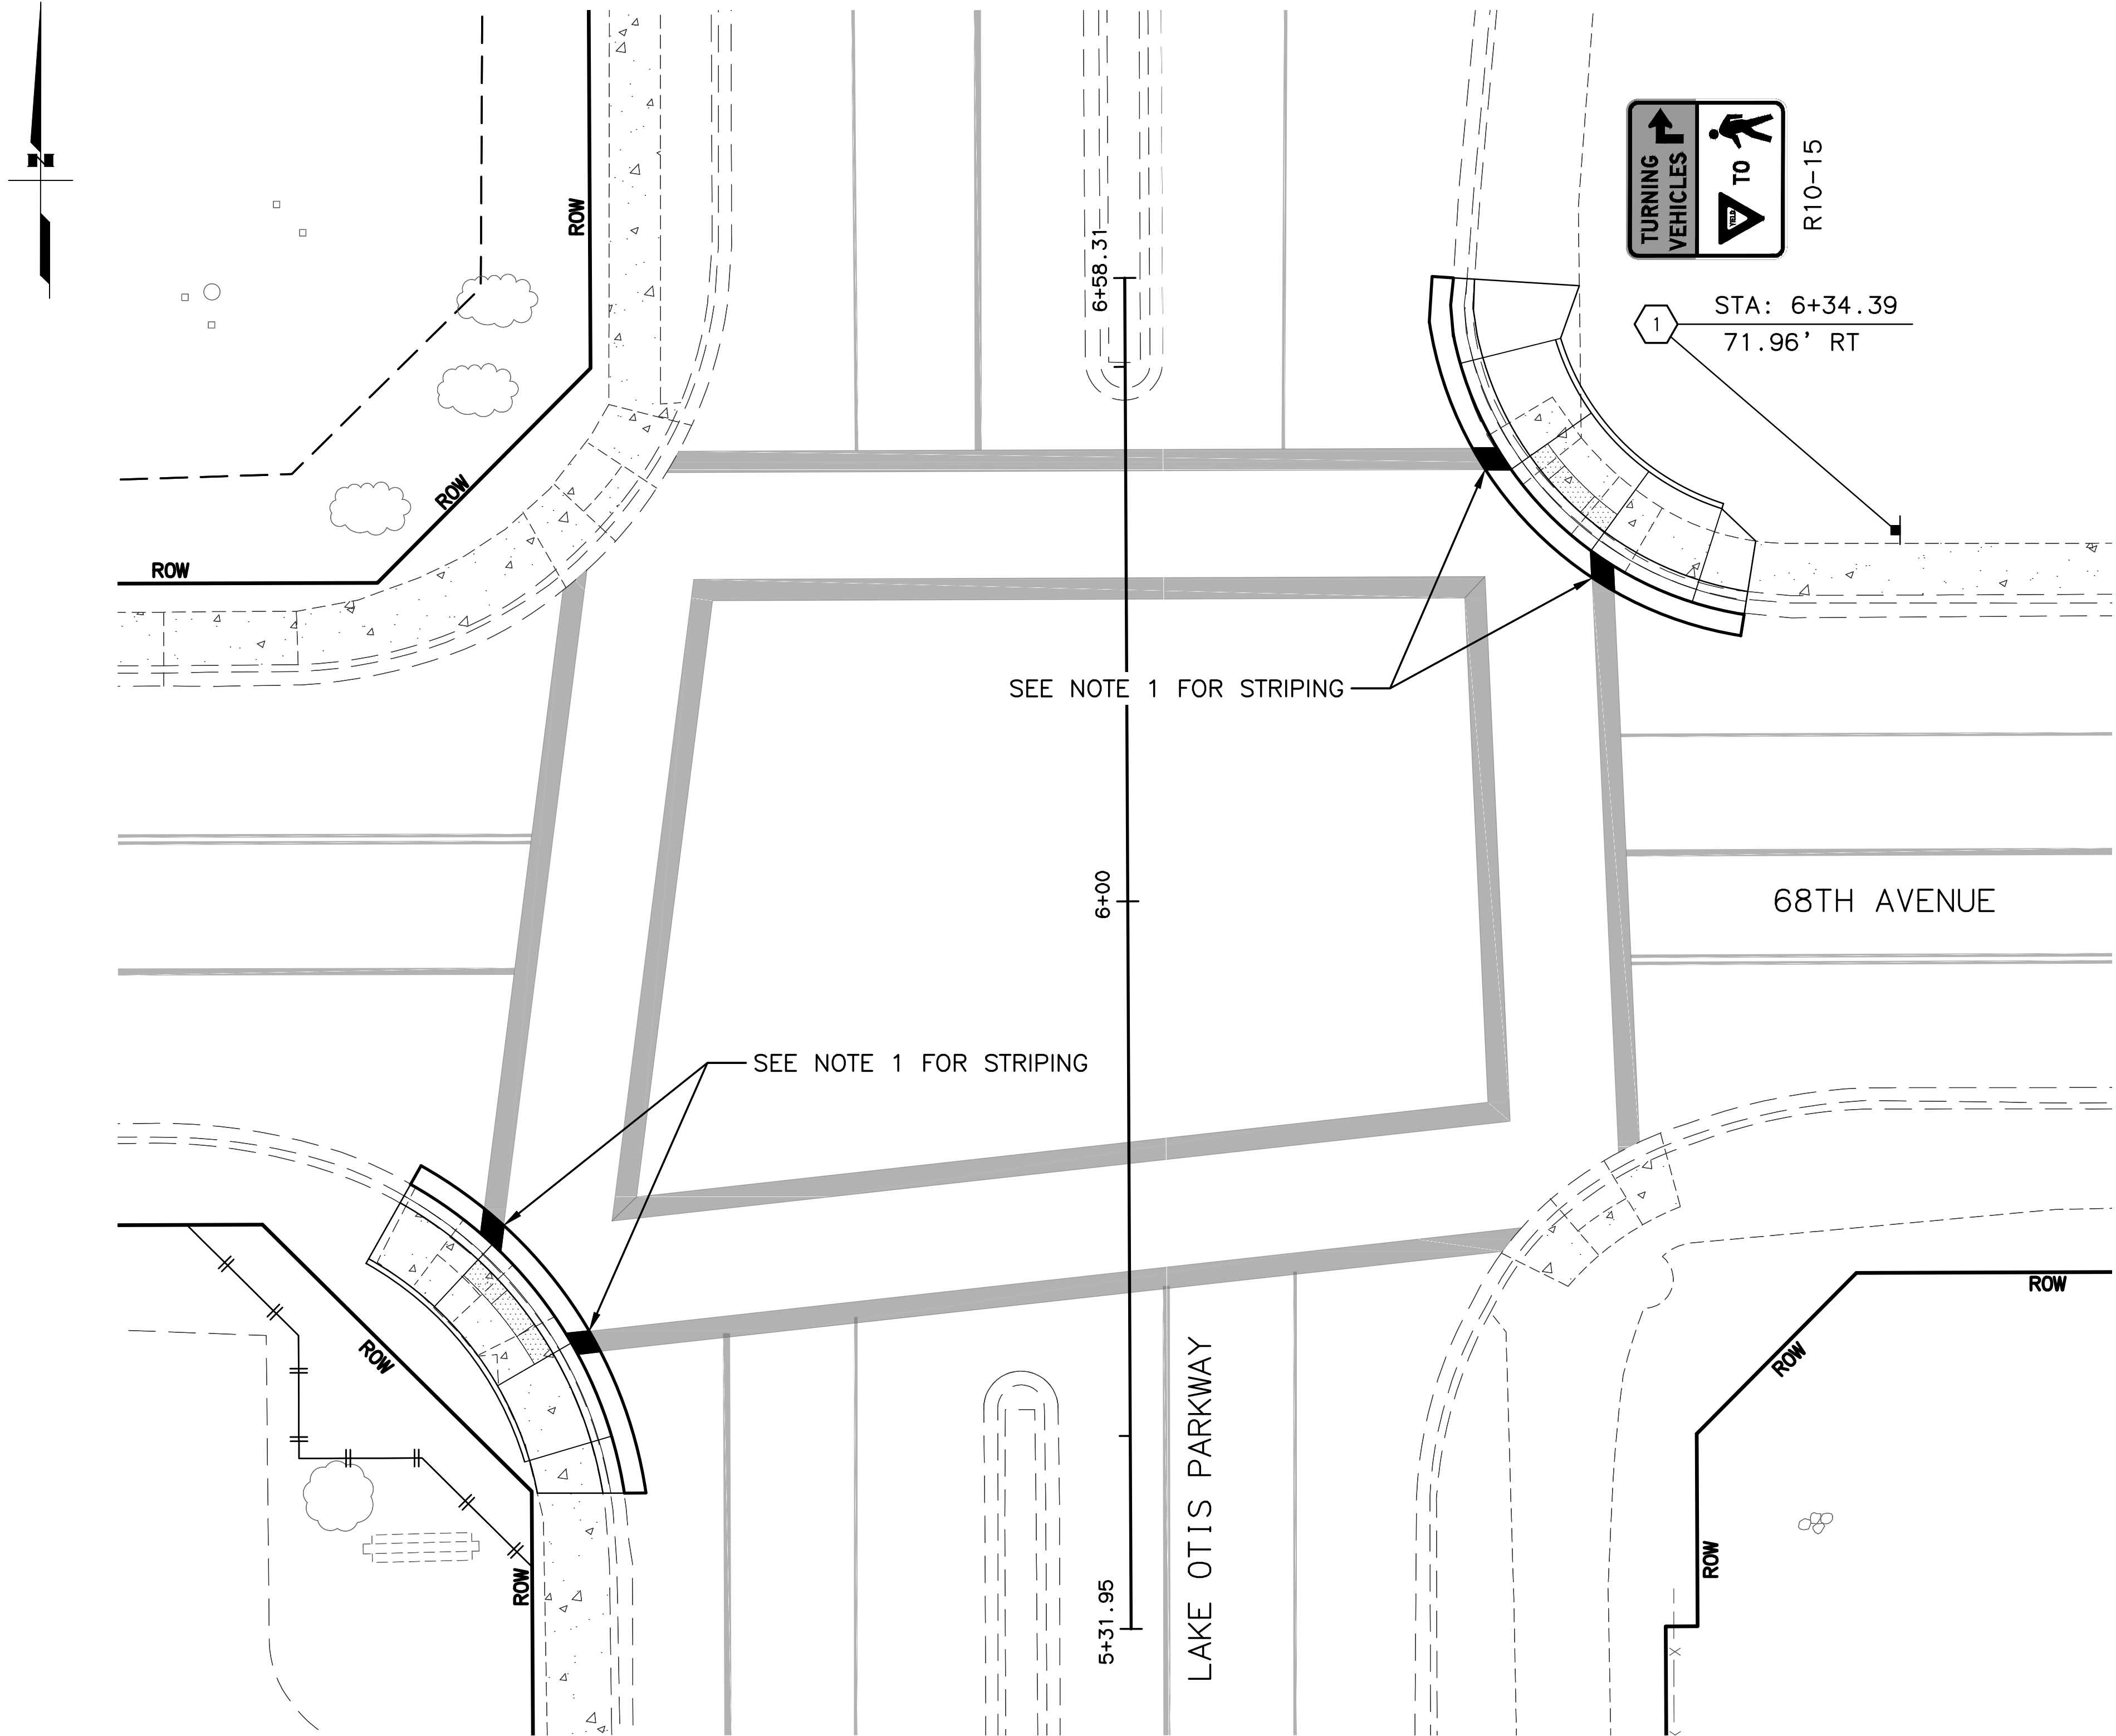 N
ROW
ROW
ROW
6+58.31
TURNING
VEHICLES
YIELD
TO
R10-15
1
STA: 6+34.39
71.96' RT
SEE NOTE 1 FOR STRIPING
6+00
68TH AVENUE
SEE NOTE 1 FOR STRIPING
ROW
ROW
LAKE OTIS PARKWAY
5+31.95
ROW
ROW
ROW
X
X